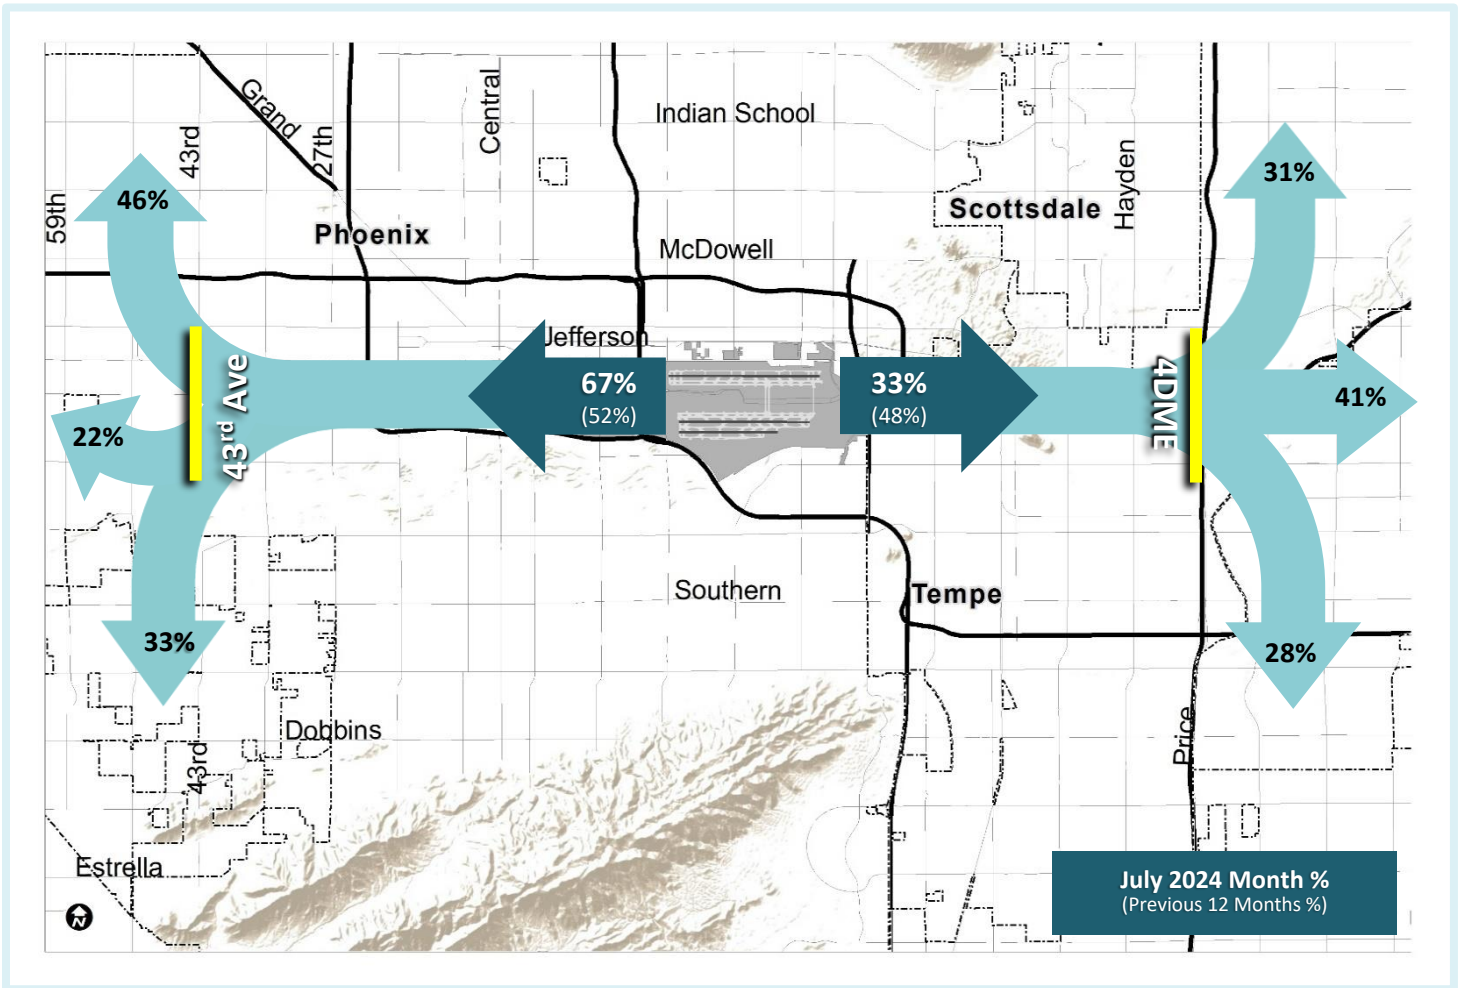 Grand
43rd
27th
Central
Indian School
Hayden
31%
46%
59th
Scottsdale
Phoenix
McDowell
Jefferson
67%
(52%)
33%
(48%)
4DME
41%
43rd Ave
22%
Southern
Tempe
33%
28%
Dobbins
43rd
Price
Estrella
N
July 2024 Month %
(Previous 12 Months %)